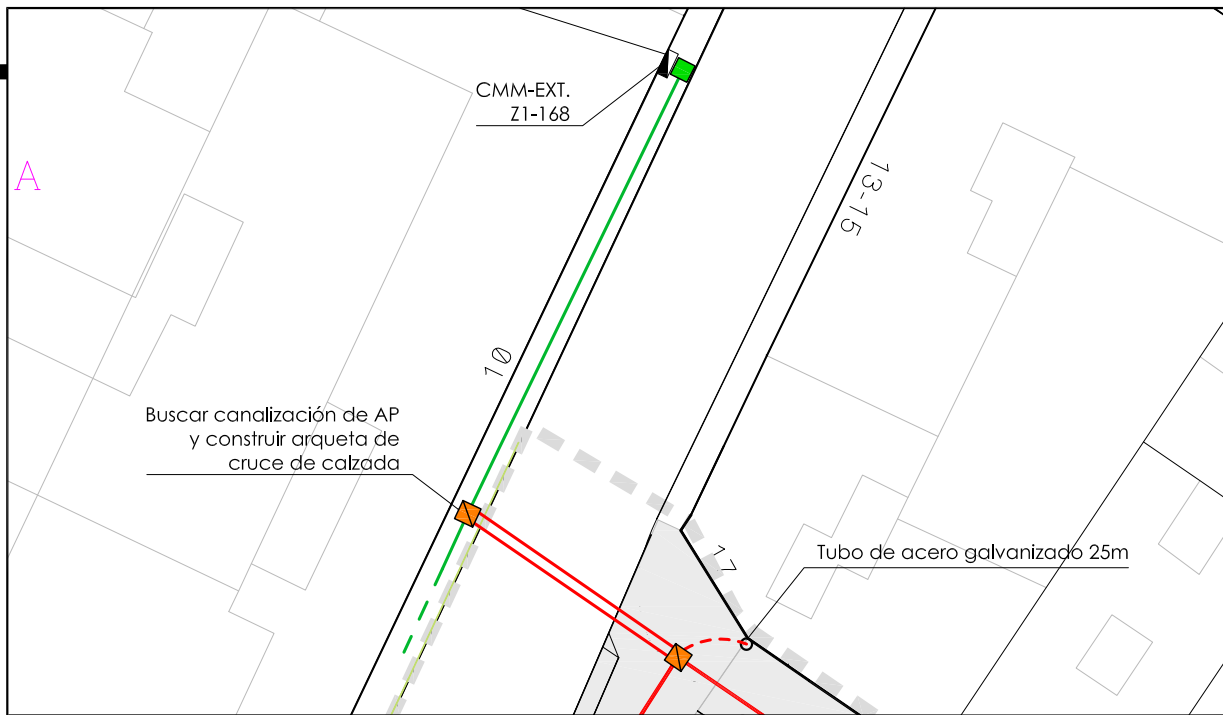 CMM-EXT.
Z1-168
A
13-15
10
Buscar canalización de AP
y construir arqueta de
cruce de calzada
17
Tubo de acero galvanizado 25m